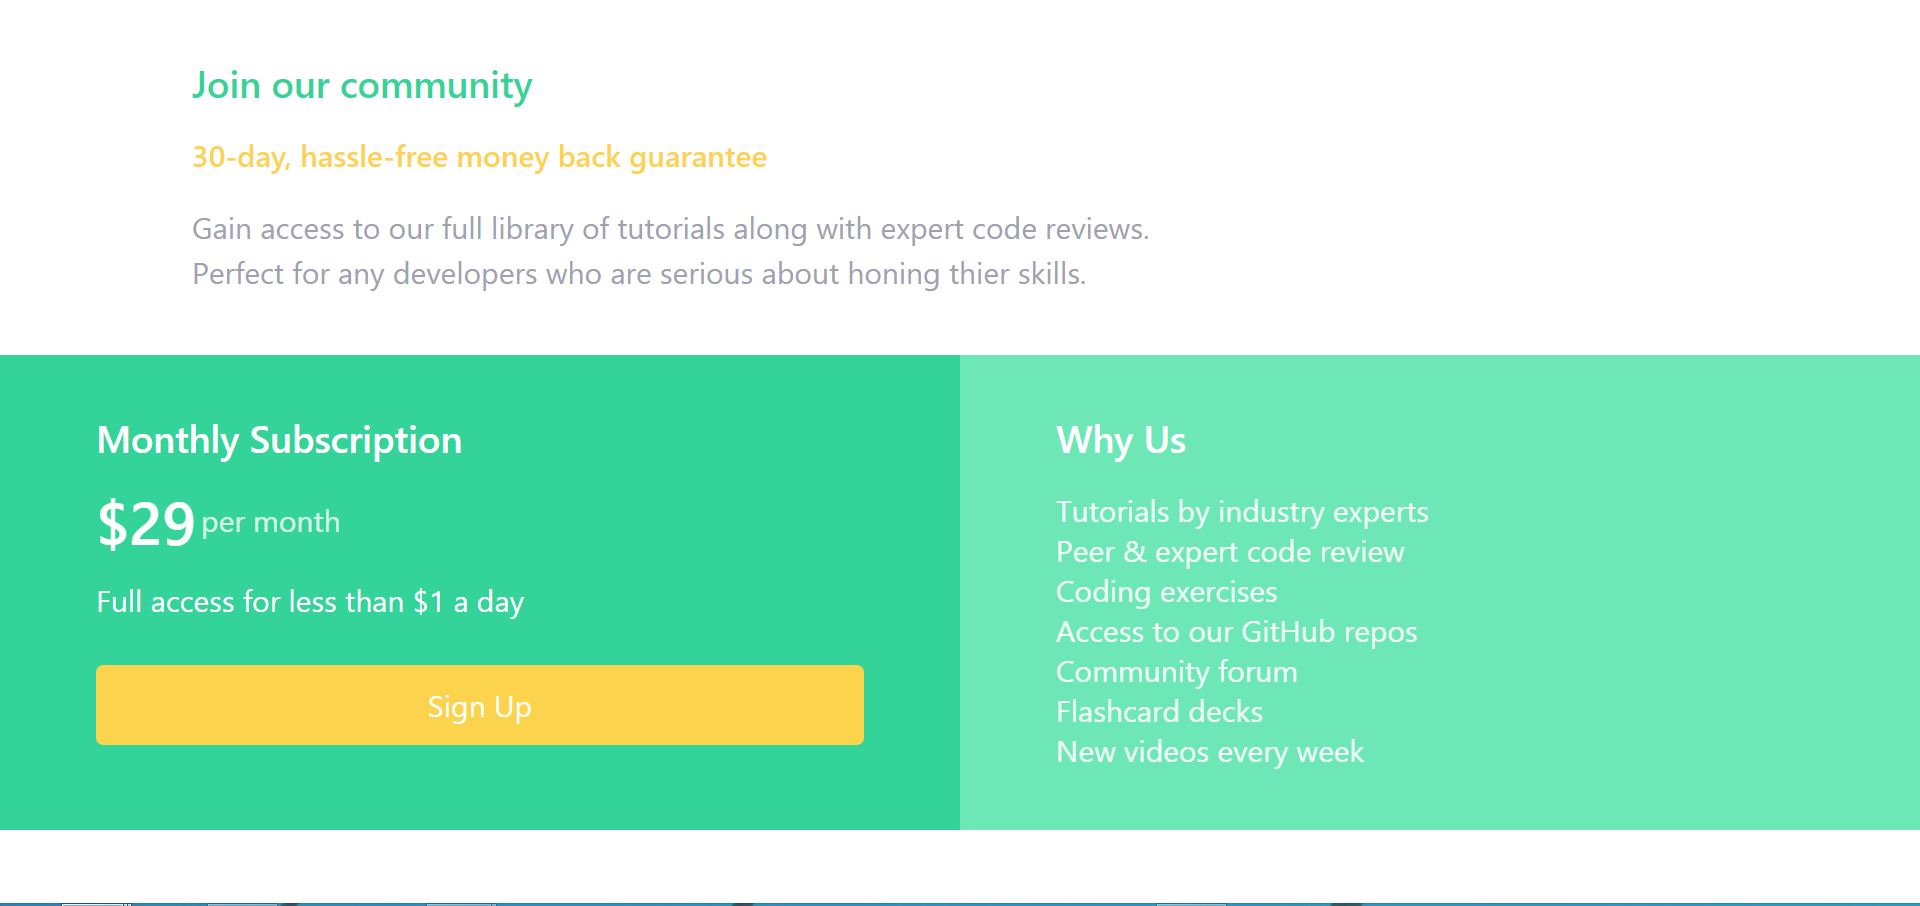 Join our community
30-day, hassle-free money back guarantee
Gain access to our full library of tutorials along with expert code reviews.
Perfect for any developers who are serious about honing thier skills.
Monthly Subscription
$29 per month
Full access for less than $1 a day
Sign Up
Why Us
Tutorials by industry experts
Peer & expert code review
Coding exercises
Access to our GitHub repos
Community forum
Flashcard decks
New videos every week